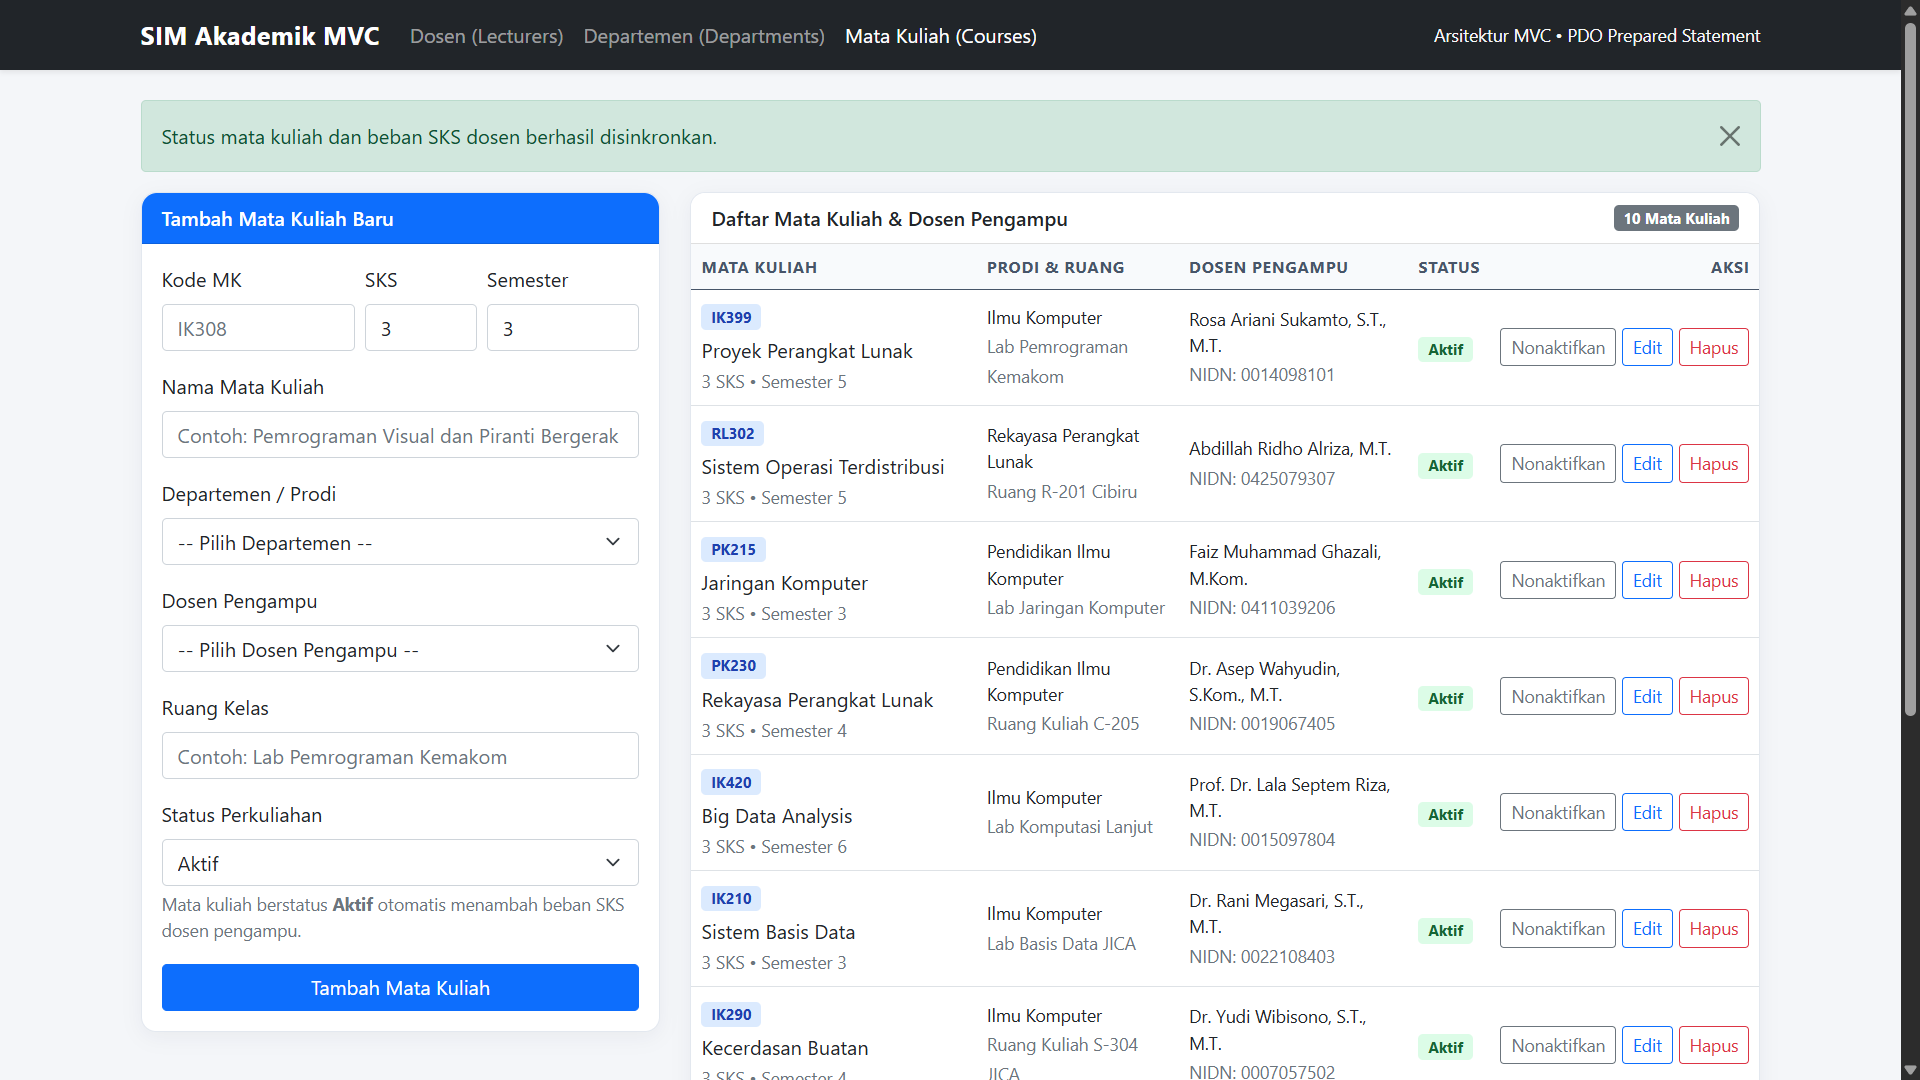 SIM Akademik MVC
Dosen (Lecturers)
Departemen (Departments)
Mata Kuliah (Courses)
Arsitektur MVC • PDO Prepared Statement
Status mata kuliah dan beban SKS dosen berhasil disinkronkan.
Tambah Mata Kuliah Baru
Kode MK
SKS
Semester
IK308
3
3
Nama Mata Kuliah
Contoh: Pemrograman Visual dan Piranti Bergerak
Departemen / Prodi
-- Pilih Departemen --
Dosen Pengampu
-- Pilih Dosen Pengampu --
Ruang Kelas
Contoh: Lab Pemrograman Kemakom
Status Perkuliahan
Aktif
Mata kuliah berstatus Aktif otomatis menambah beban SKS
dosen pengampu.
Tambah Mata Kuliah
Daftar Mata Kuliah & Dosen Pengampu
10 Mata Kuliah
MATA KULIAH
PRODI & RUANG
DOSEN PENGAMPU
STATUS
AKSI
IK399
Proyek Perangkat Lunak
3 SKS • Semester 5
Ilmu Komputer
Lab Pemrograman
Kemakom
Rosa Ariani Sukamto, S.T.,
M.T.
NIDN: 0014098101
Aktif
Nonaktifkan
Edit
Hapus
RL302
Sistem Operasi Terdistribusi
3 SKS • Semester 5
Rekayasa Perangkat
Lunak
Ruang R-201 Cibiru
Abdillah Ridho Alriza, M.T.
NIDN: 0425079307
Aktif
Nonaktifkan
Edit
Hapus
PK215
Jaringan Komputer
3 SKS • Semester 3
Pendidikan Ilmu
Komputer
Lab Jaringan Komputer
Faiz Muhammad Ghazali,
M.Kom.
NIDN: 0411039206
Aktif
Nonaktifkan
Edit
Hapus
PK230
Rekayasa Perangkat Lunak
3 SKS • Semester 4
Pendidikan Ilmu
Komputer
Ruang Kuliah C-205
Dr. Asep Wahyudin,
S.Kom., M.T.
NIDN: 0019067405
Aktif
Nonaktifkan
Edit
Hapus
IK420
Big Data Analysis
3 SKS • Semester 6
Ilmu Komputer
Lab Komputasi Lanjut
Prof. Dr. Lala Septem Riza,
M.T.
NIDN: 0015097804
Aktif
Nonaktifkan
Edit
Hapus
IK210
Sistem Basis Data
3 SKS • Semester 3
Ilmu Komputer
Lab Basis Data JICA
Dr. Rani Megasari, S.T.,
M.T.
NIDN: 0022108403
Aktif
Nonaktifkan
Edit
Hapus
IK290
Kecerdasan Buatan
3 SKS • Semester 4
Ilmu Komputer
Ruang Kuliah S-304
JICA
Dr. Yudi Wibisono, S.T.,
M.T.
NIDN: 0007057502
Aktif
Nonaktifkan
Edit
Hapus